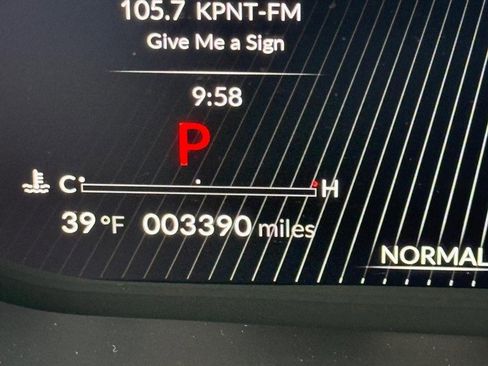 105.7 KPNT-FM
Give Me a Sign
9:58
P
C H
39 °F 003390 miles
NORMAL